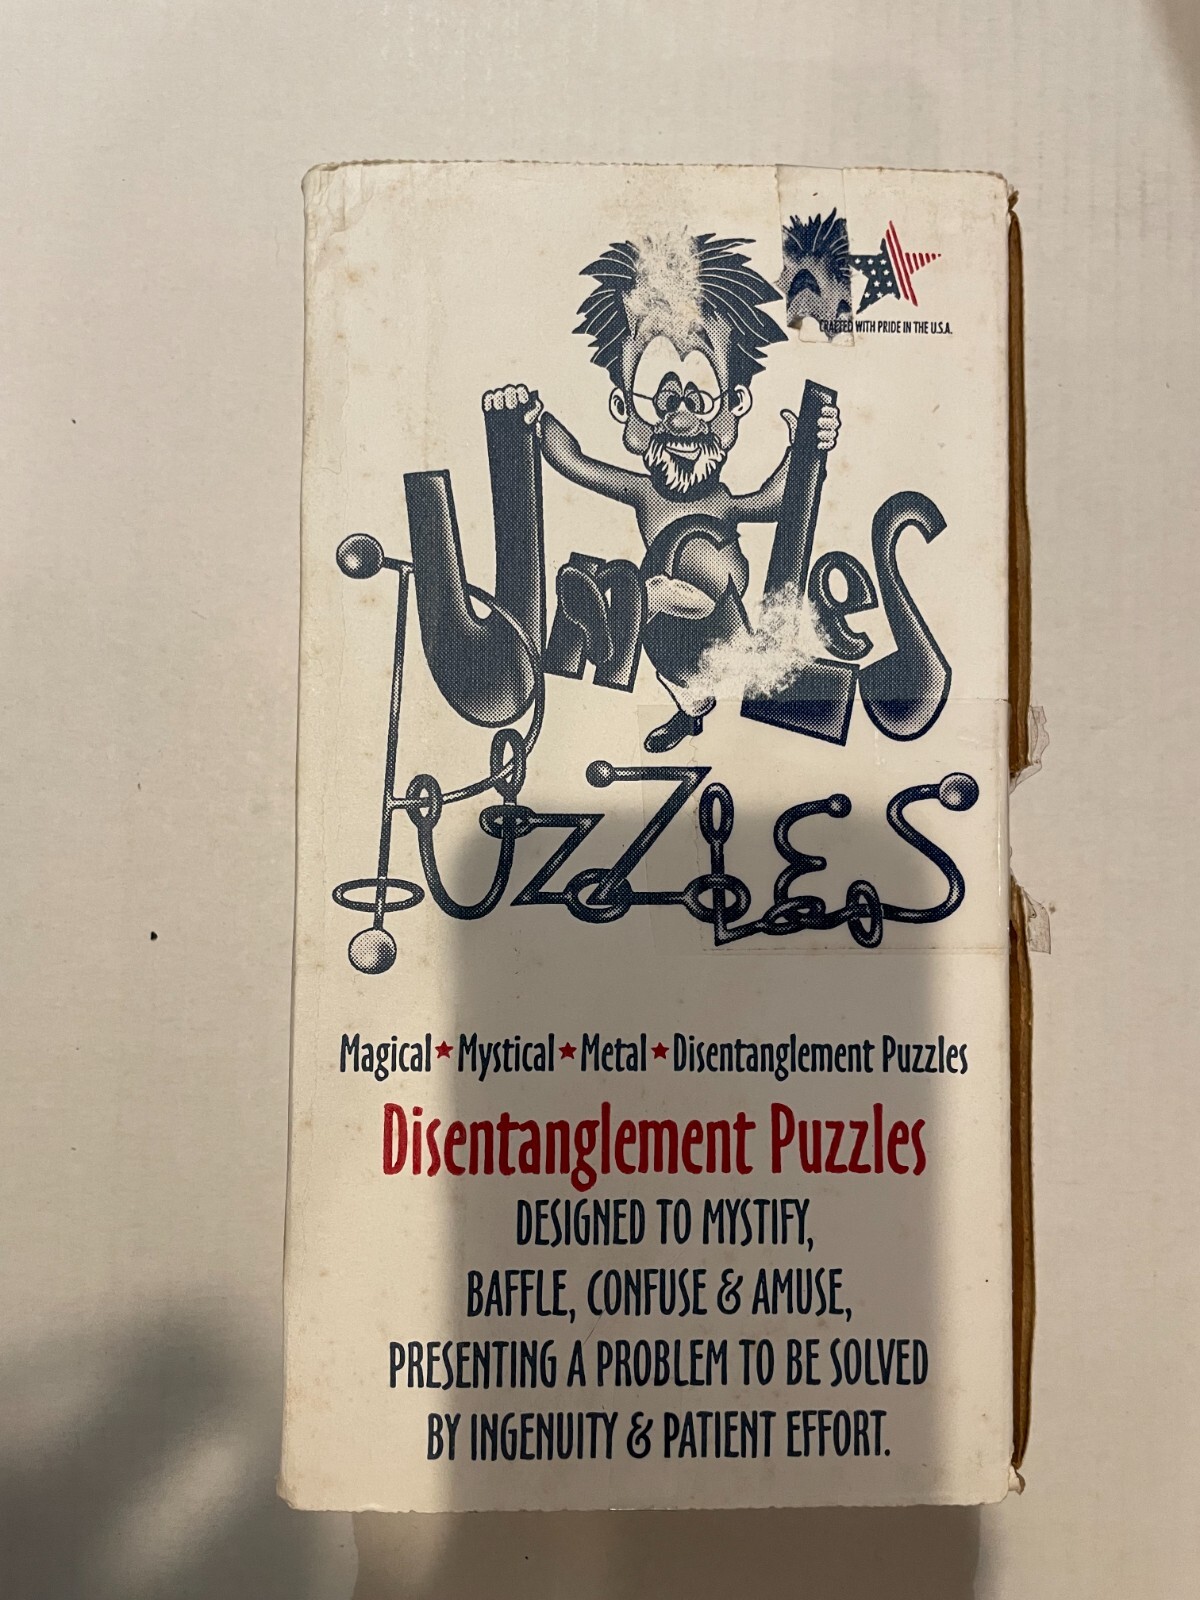 CRAFTED WITH PRIDE IN THE U.S.A.
UncLes
PUZZLES
Magical★Mystical★Metal★Disentanglement Puzzles
Disentanglement Puzzles
DESIGNED TO MYSTIFY,
BAFFLE, CONFUSE & AMUSE,
PRESENTING A PROBLEM TO BE SOLVED
BY INGENUITY & PATIENT EFFORT.